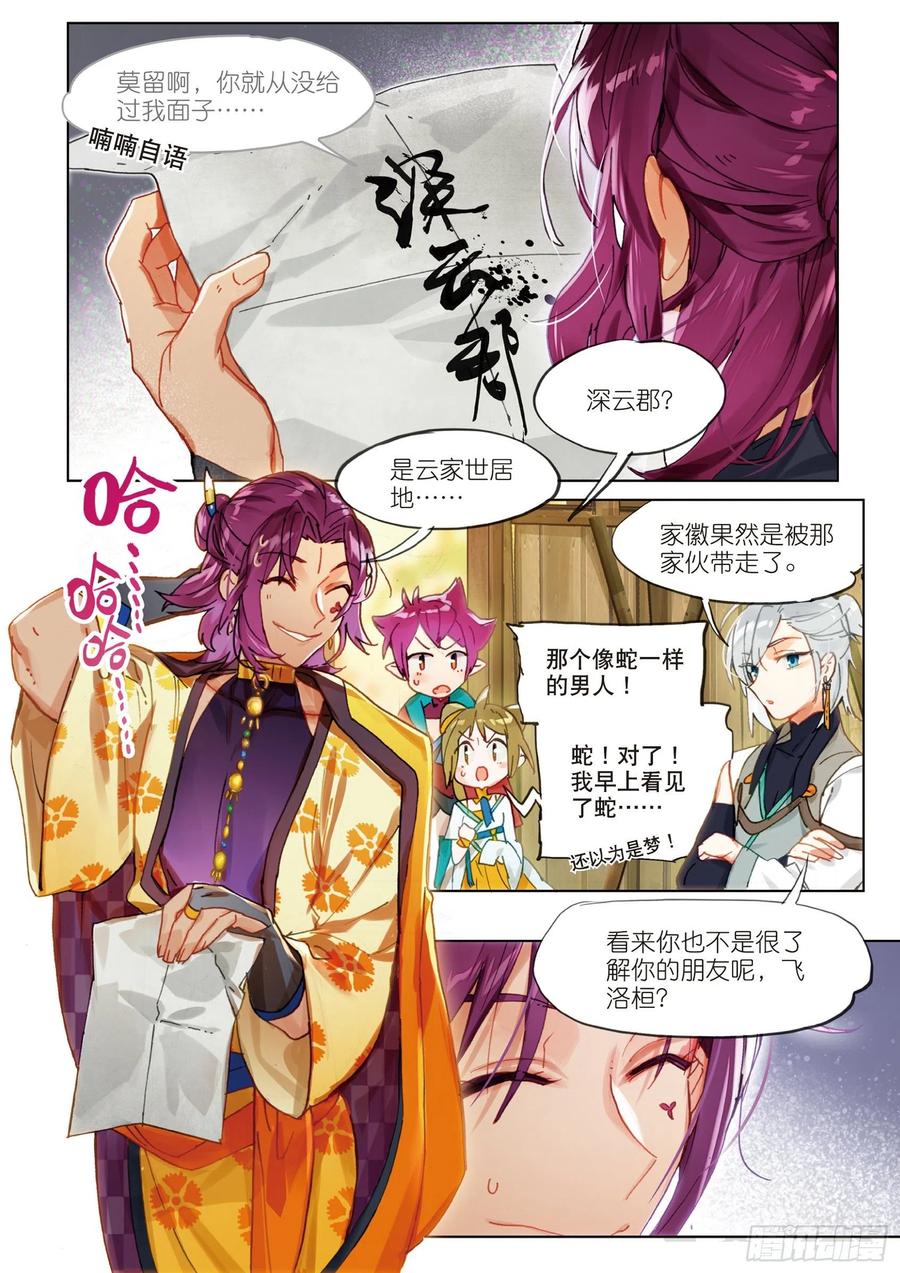 莫留啊，你就从没给
过我面子……
喃喃自语
深
云
郡
深云郡？
是云家世居
地……
哈……
哈哈……
家徽果然是被那
家伙带走了。
那个像蛇一样
的男人！
蛇！对了！
我早上看见
了蛇……
还以为是梦！
看来你也不是很了
解你的朋友呢，飞
洛桓？
腾讯动漫